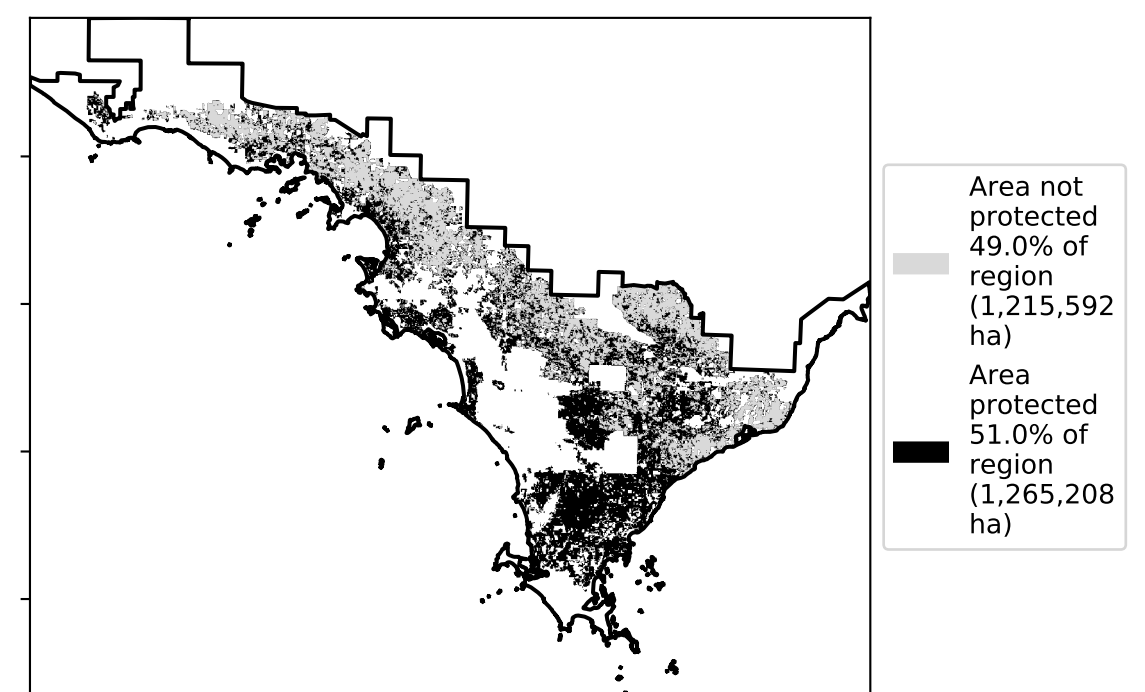 Area not
protected
49.0% of
region
(1,215,592
ha)
Area
protected
51.0% of
region
(1,265,208
ha)